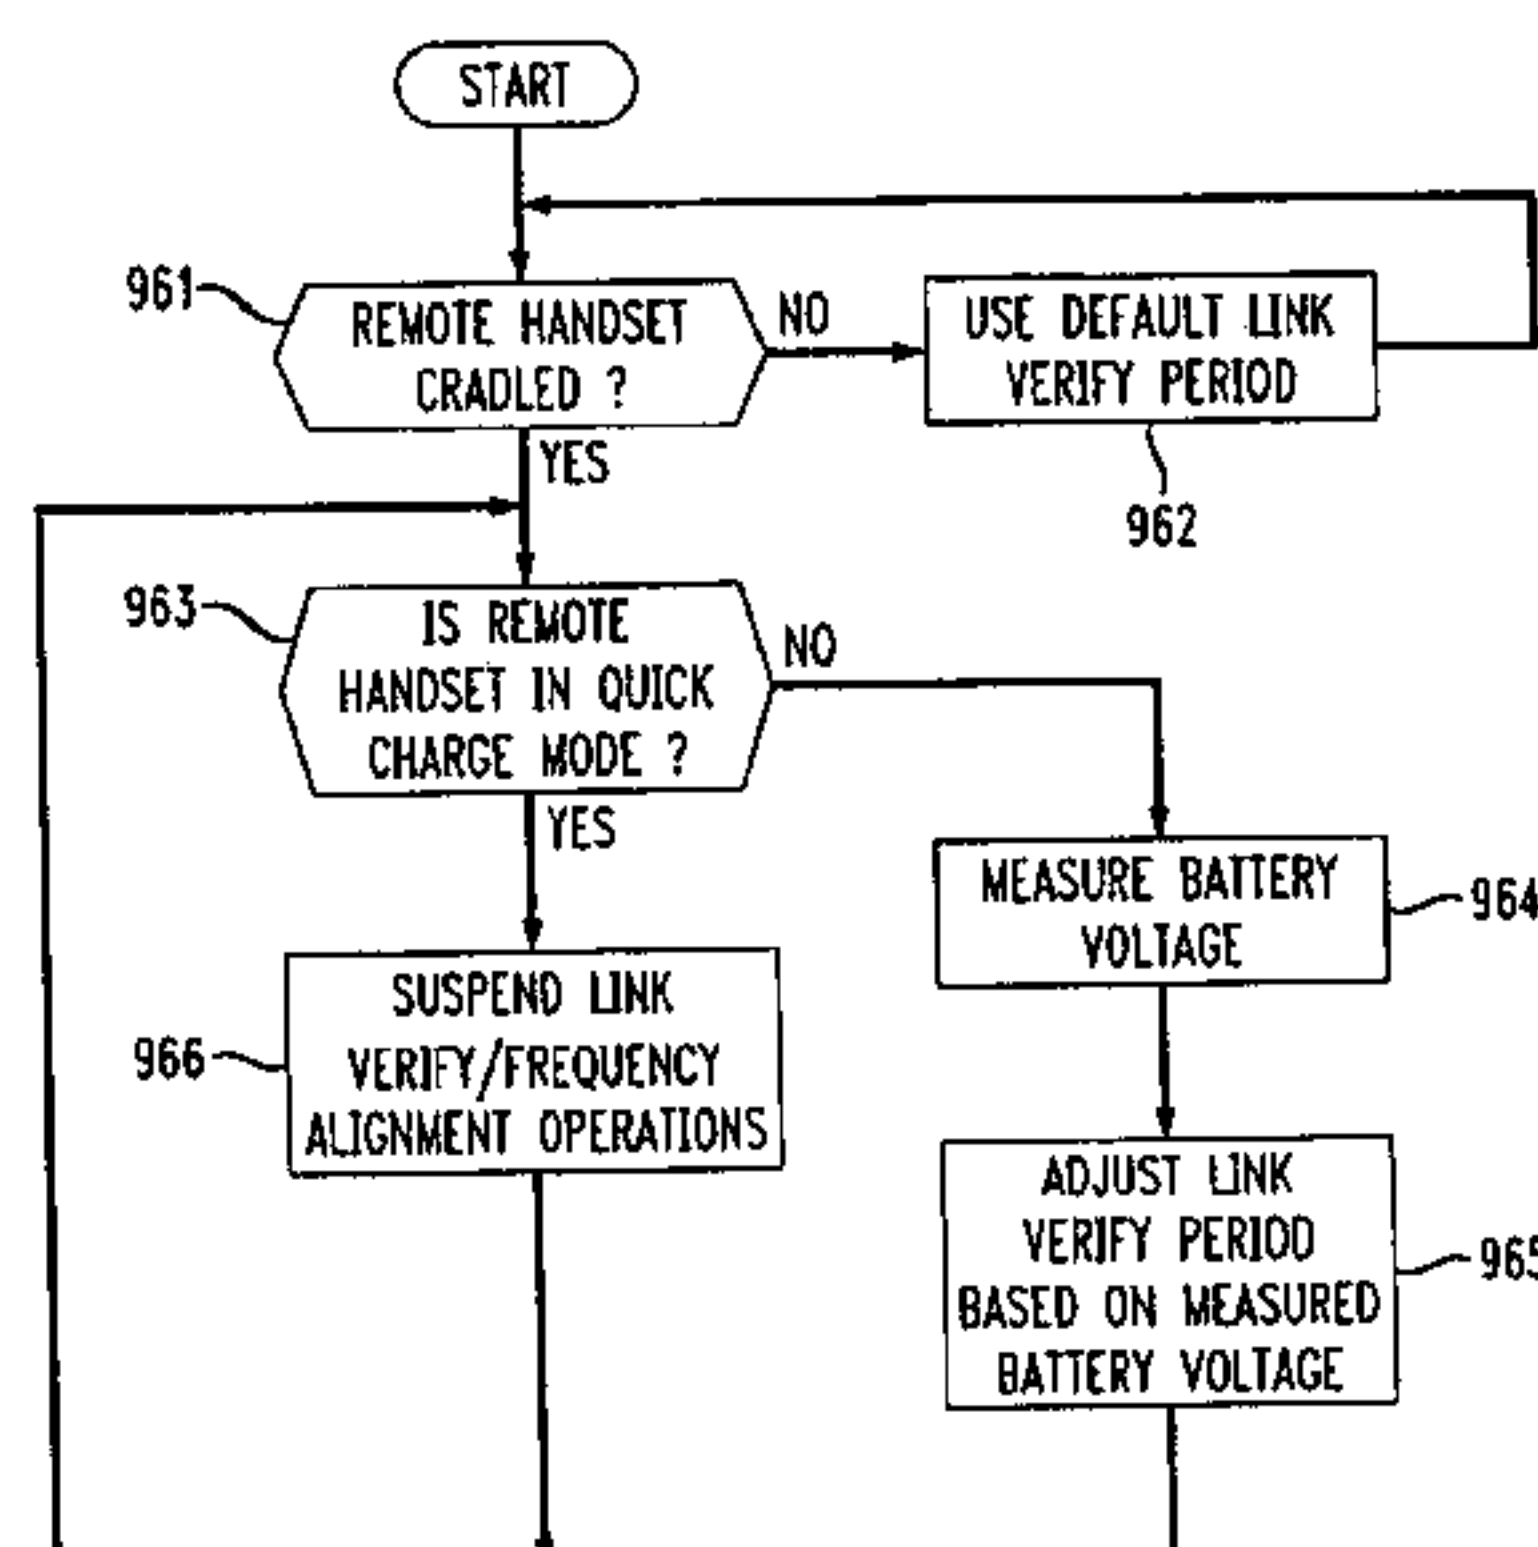 START
961
REMOTE HANDSET
CRADLED ?
NO
USE DEFAULT LINK
VERIFY PERIOD
962
YES
963
IS REMOTE
HANDSET IN QUICK
CHARGE MODE ?
NO
YES
MEASURE BATTERY
VOLTAGE
964
966
SUSPEND LINK
VERIFY/FREQUENCY
ALIGNMENT OPERATIONS
ADJUST LINK
VERIFY PERIOD
BASED ON MEASURED
BATTERY VOLTAGE
965